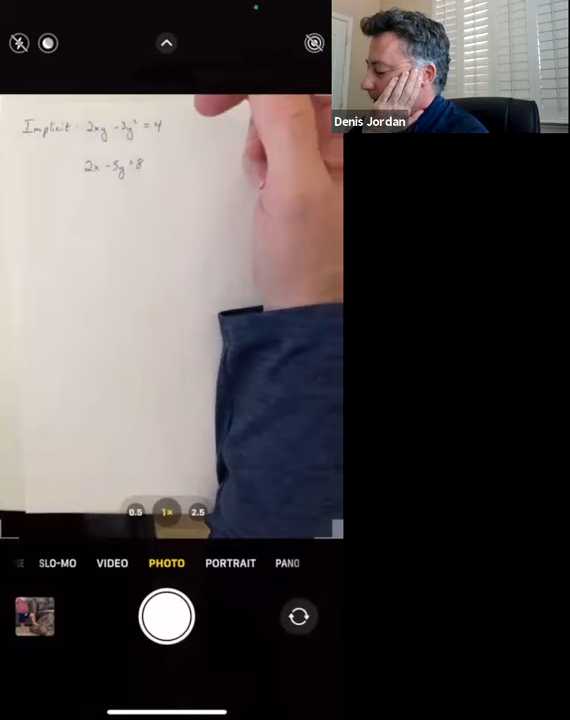 Denis Jordan
Implicit: 2xy - 3y² = 4
2x - 5y = 8
0.5 1× 2.5
SLO-MO VIDEO PHOTO PORTRAIT PANO